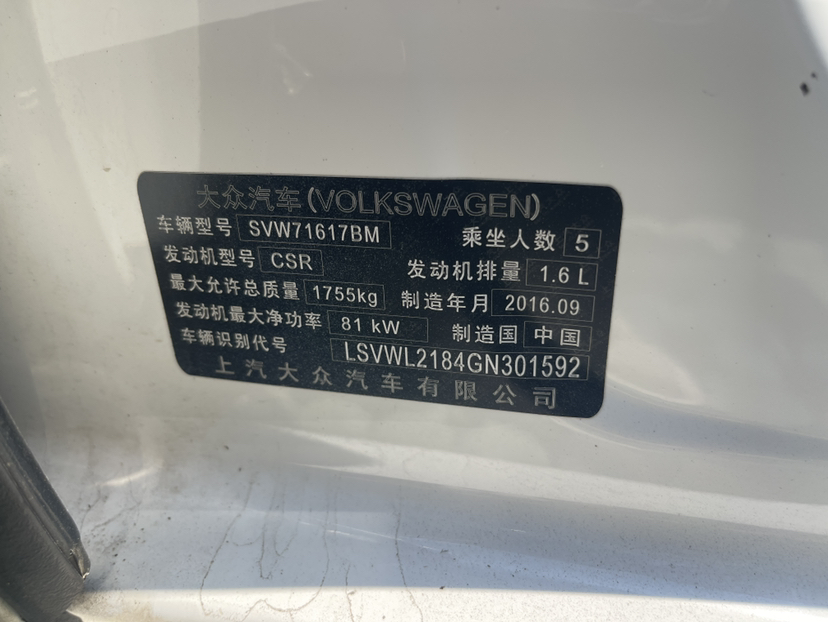 大众汽车(VOLKSWAGEN)
车辆型号 SVW71617BM 乘坐人数 5
发动机型号 CSR 发动机排量 1.6 L
最大允许总质量 1755kg 制造年月 2016.09
发动机最大净功率 81 kW 制造国 中国
车辆识别代号 LSVWL2184GN301592
上汽大众汽车有限公司